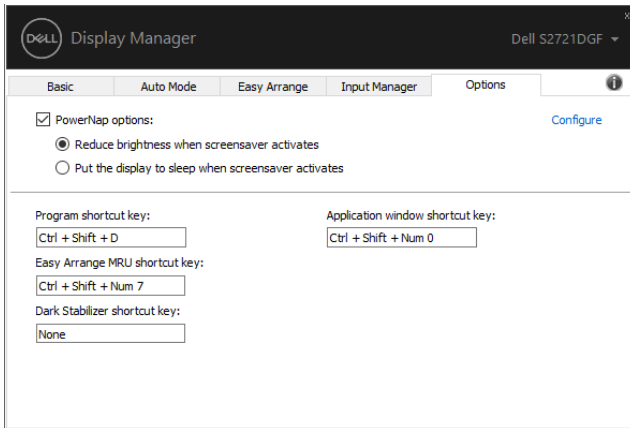 DELL Display Manager
Dell S2721DGF
Basic Auto Mode Easy Arrange Input Manager Options
PowerNap options:
Configure
Reduce brightness when screensaver activates
Put the display to sleep when screensaver activates
Program shortcut key:
Application window shortcut key:
Ctrl + Shift + D
Ctrl + Shift + Num 0
Easy Arrange MRU shortcut key:
Ctrl + Shift + Num 7
Dark Stabilizer shortcut key:
None